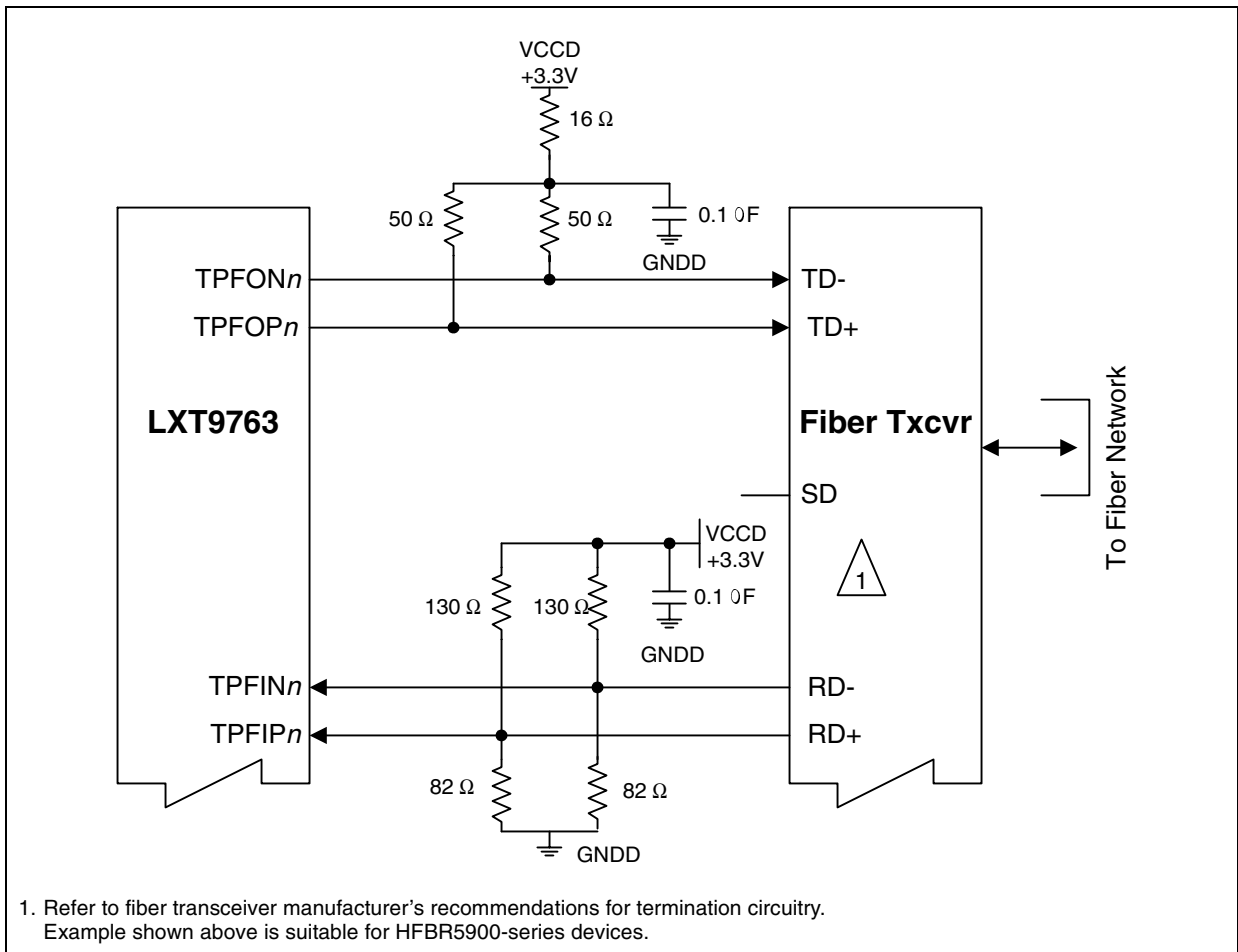 VCCD
+3.3V
16 Ω
50 Ω
50 Ω
0.1 0F
GNDD
TPFONn
TD-
TPFOPn
TD+
LXT9763
Fiber Txcvr
To Fiber Network
SD
VCCD
+3.3V
1
130 Ω
130 Ω
0.1 0F
GNDD
TPFINn
RD-
TPFIPn
RD+
82 Ω
82 Ω
GNDD
1. Refer to fiber transceiver manufacturer's recommendations for termination circuitry.
Example shown above is suitable for HFBR5900-series devices.